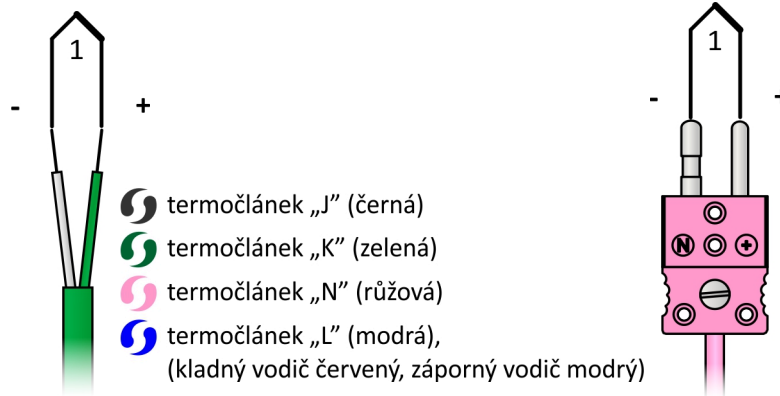 1
1
- +
- -
termočlánek „J” (černá)
termočlánek „K” (zelená)
termočlánek „N” (růžová)
N +
termočlánek „L” (modrá),
(kladný vodič červený, záporný vodič modrý)